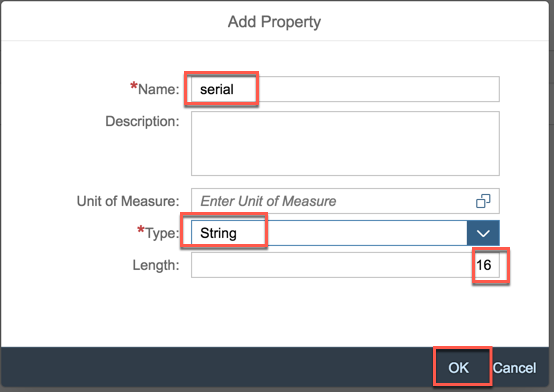 Add Property
*Name: serial
Description:
Unit of Measure: Enter Unit of Measure
*Type: String
Length: 16
OK Cancel